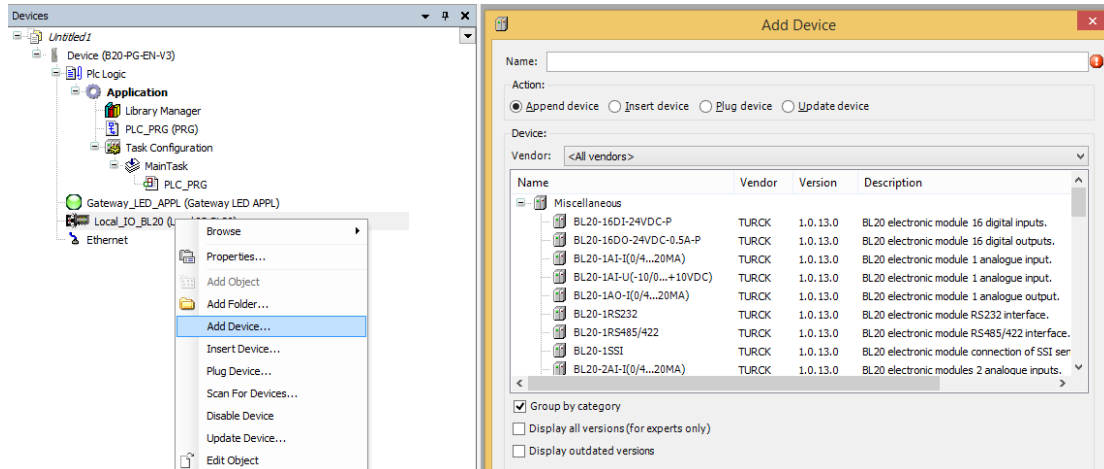 Devices
Untitled1
Device (B20-PG-EN-V3)
Plc Logic
Application
Library Manager
PLC_PRG (PRG)
Task Configuration
MainTask
PLC_PRG
Gateway_LED_APPL (Gateway LED APPL)
Local_IO_BL20
Ethernet
Browse
Properties...
Add Object
Add Folder...
Add Device...
Insert Device...
Plug Device...
Scan For Devices...
Disable Device
Update Device...
Edit Object
Add Device
Name:
Action:
Append device Insert device Plug device Update device
Device:
Vendor: <All vendors>
Name Vendor Version Description
Miscellaneous
BL20-16DI-24VDC-P TURCK 1.0.13.0 BL20 electronic module 16 digital inputs.
BL20-16DO-24VDC-0.5A-P TURCK 1.0.13.0 BL20 electronic module 16 digital outputs.
BL20-1AI-I(0/4...20MA) TURCK 1.0.13.0 BL20 electronic module 1 analogue input.
BL20-1AI-U(-10/0...+10VDC) TURCK 1.0.13.0 BL20 electronic module 1 analogue input.
BL20-1AO-I(0/4...20MA) TURCK 1.0.13.0 BL20 electronic module 1 analogue output.
BL20-1RS232 TURCK 1.0.13.0 BL20 electronic module RS232 interface.
BL20-1RS485/422 TURCK 1.0.13.0 BL20 electronic module RS485/422 interface.
BL20-1SSI TURCK 1.0.13.0 BL20 electronic module connection of SSI ser
BL20-2AI-I(0/4...20MA) TURCK 1.0.13.0 BL20 electronic modules 2 analogue inputs.
Group by category
Display all versions (for experts only)
Display outdated versions